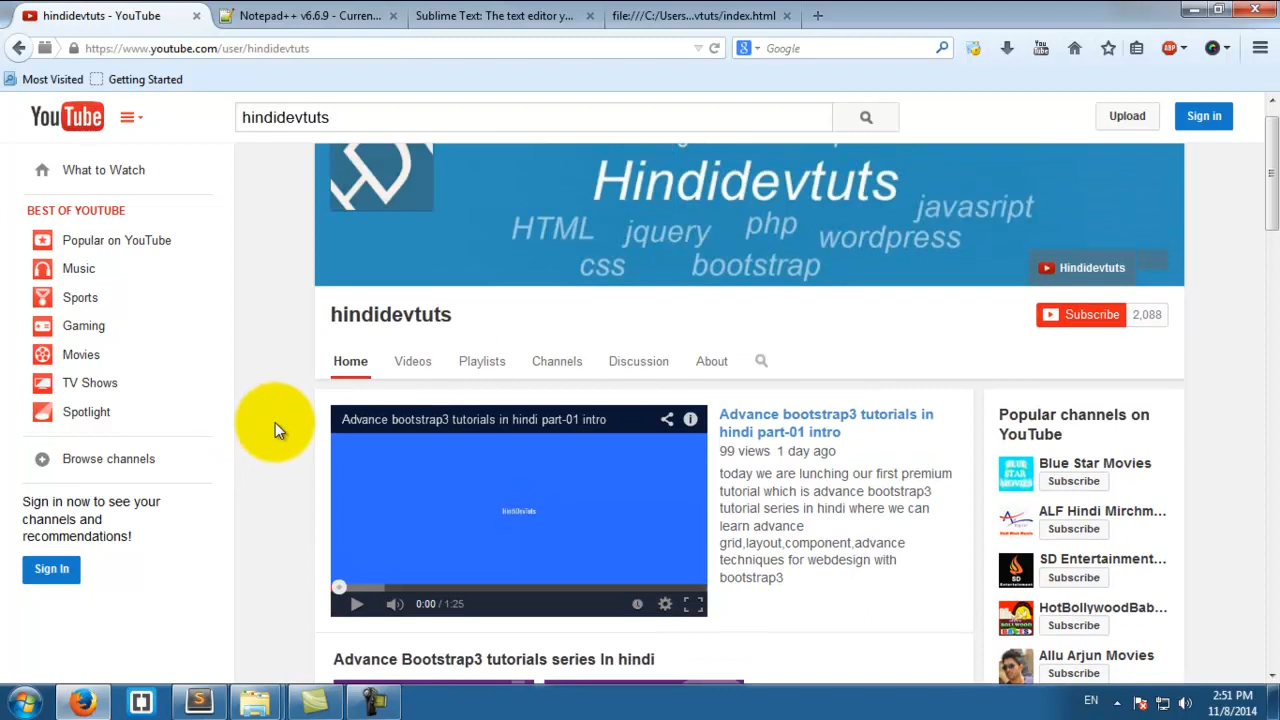 hindidevtuts - YouTube
Notepad++ v6.6.9 - Curren...
Sublime Text: The text editor y...
file:///C:/Users...vtuts/index.html
https://www.youtube.com/user/hindidevtuts
Google
Most Visited
Getting Started
YouTube
hindidevtuts
Upload
Sign in
What to Watch
BEST OF YOUTUBE
Popular on YouTube
Music
Sports
Gaming
Movies
TV Shows
Spotlight
Browse channels
Sign in now to see your
channels and
recommendations!
Sign In
Hindidevtuts
HTML jquery php wordpress javasript
css bootstrap
Hindidevtuts
hindidevtuts
Subscribe 2,088
Home Videos Playlists Channels Discussion About
Advance bootstrap3 tutorials in hindi part-01 intro
HindiDevTuts
0:00 / 1:25
Advance bootstrap3 tutorials in
hindi part-01 intro
99 views 1 day ago
today we are lunching our first premium
tutorial which is advance bootstrap3
tutorial series in hindi where we can
learn advance
grid,layout,component,advance
techniques for webdesign with
bootstrap3
Advance Bootstrap3 tutorials series In hindi
Popular channels on
YouTube
Blue Star Movies
Subscribe
ALF Hindi Mirchm...
Subscribe
SD Entertainment...
Subscribe
HotBollywoodBab...
Subscribe
Allu Arjun Movies
Subscribe
EN
2:51 PM
11/8/2014